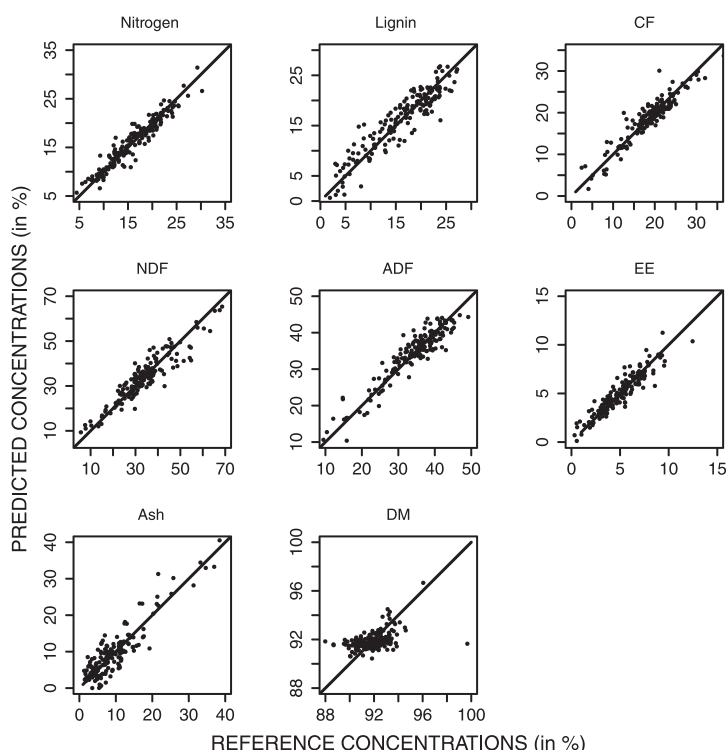 Nitrogen
35
25
15
5
5 15 25 35
Lignin
25
15
5
0
0 5 15 25
CF
30
20
10
0
0 10 20 30
NDF
70
50
30
10
10 30 50 70
ADF
50
40
30
20
10
10 20 30 40 50
EE
15
10
5
0
0 5 10 15
Ash
40
30
20
10
0
0 10 20 30 40
DM
100
96
92
88
88 92 96 100
PREDICTED CONCENTRATIONS (in %)
REFERENCE CONCENTRATIONS (in %)